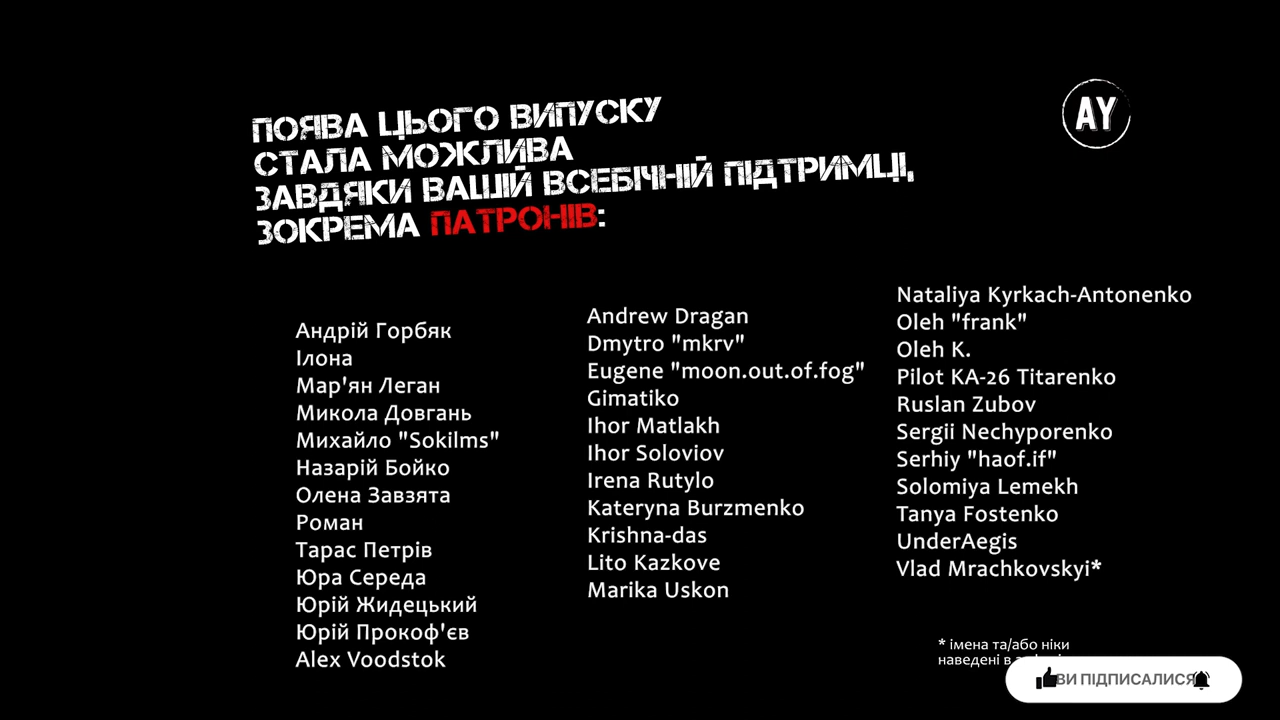 ПОЯВА ЦЬОГО ВИПУСКУ
СТАЛА МОЖЛИВА
ЗАВДЯКИ ВАШІЙ ВСЕБІЧНІЙ ПІДТРИМЦІ,
ЗОКРЕМА ПАТРОНІВ:
АУ
Андрій Горбяк
Ілона
Мар'ян Леган
Микола Довгань
Михайло "Sokilms"
Назарій Бойко
Олена Завзята
Роман
Тарас Петрів
Юра Середа
Юрій Жидецький
Юрій Прокоф'єв
Alex Voodstok
Andrew Dragan
Dmytro "mkrv"
Eugene "moon.out.of.fog"
Gimatiko
Ihor Matlakh
Ihor Soloviov
Irena Rutylo
Kateryna Burzmenko
Krishna-das
Lito Kazkove
Marika Uskon
Nataliya Kyrkach-Antonenko
Oleh "frank"
Oleh K.
Pilot KA-26 Titarenko
Ruslan Zubov
Sergii Nechyporenko
Serhiy "haof.if"
Solomiya Lemekh
Tanya Fostenko
UnderAegis
Vlad Mrachkovskyi*
* імена та/або ніки
наведені в
ВИ ПІДПИСАЛИСЯ